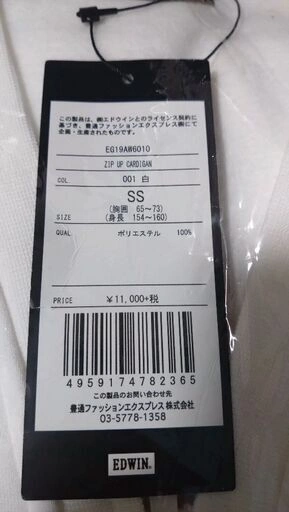 この製品は、㈱エドウインとのライセンス契約に
基づき、豊通ファッションエクスプレス㈱にて
企画・生産されたものです。
EG19AW6010
ZIP UP CARDIGAN
COL 001 白
SS
(胸囲 65~73)
SIZE (身長 154~160)
QUAL ポリエステル 100%
PRICE ¥11,000+税
4959174782365
この製品のお問い合わせ先
豊通ファッションエクスプレス株式会社
03-5778-1358
EDWIN®